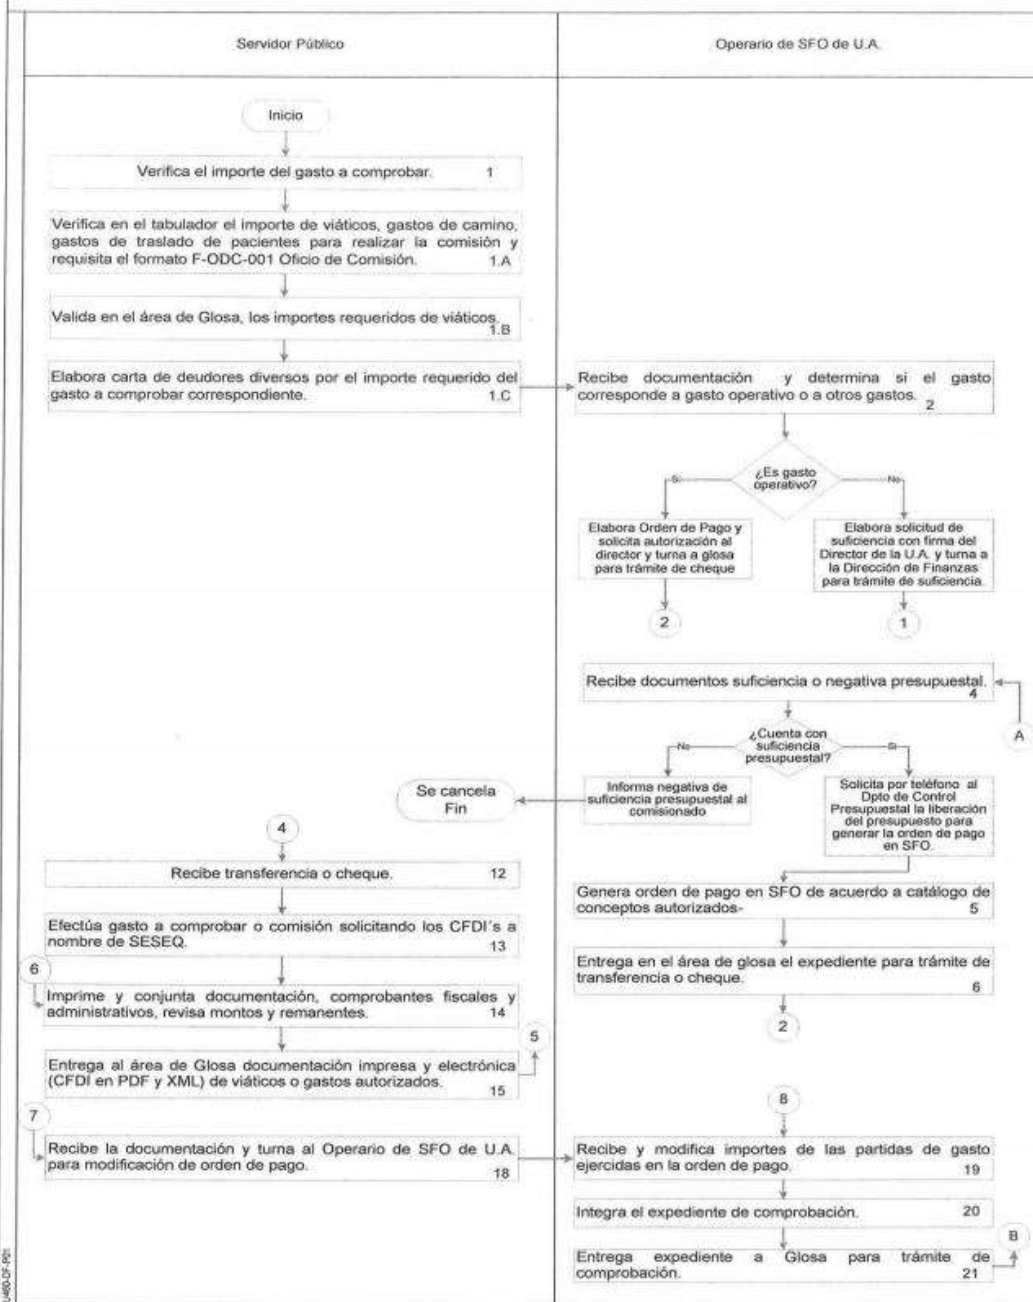 Servidor Público
Operario de SFO de U.A.
Inicio
Verifica el importe del gasto a comprobar. 1
Verifica en el tabulador el importe de viáticos, gastos de camino,
gastos de traslado de pacientes para realizar la comisión y
requisita el formato F-ODC-001 Oficio de Comisión. 1.A
Valida en el área de Glosa, los importes requeridos de viáticos.
1.B
Elabora carta de deudores diversos por el importe requerido del
gasto a comprobar correspondiente. 1.C
Recibe documentación y determina si el gasto
corresponde a gasto operativo o a otros gastos. 2
¿Es gasto
operativo?
Si
No
Elabora Orden de Pago y
solicita autorización al
director y turna a glosa
para trámite de cheque
Elabora solicitud de
suficiencia con firma del
Director de la U.A. y turna a
la Dirección de Finanzas
para trámite de suficiencia.
2
1
Recibe documentos suficiencia o negativa presupuestal.
4
A
¿Cuenta con
suficiencia
presupuestal?
No
Si
Informa negativa de
suficiencia presupuestal al
comisionado
Solicita por teléfono al
Dpto de Control
Presupuestal la liberación
del presupuesto para
generar la orden de pago
en SFO.
Se cancela
Fin
4
Recibe transferencia o cheque. 12
Genera orden de pago en SFO de acuerdo a catálogo de
conceptos autorizados- 5
Efectúa gasto a comprobar o comisión solicitando los CFDI´s a
nombre de SESEQ. 13
Entrega en el área de glosa el expediente para trámite de
transferencia o cheque. 6
6
Imprime y conjunta documentación, comprobantes fiscales y
administrativos, revisa montos y remanentes. 14
2
5
Entrega al área de Glosa documentación impresa y electrónica
(CFDI en PDF y XML) de viáticos o gastos autorizados.
15
8
7
Recibe la documentación y turna al Operario de SFO de U.A.
para modificación de orden de pago. 18
Recibe y modifica importes de las partidas de gasto
ejercidas en la orden de pago. 19
Integra el expediente de comprobación. 20
B
Entrega expediente a Glosa para trámite de
comprobación. 21
U460-DF-P01